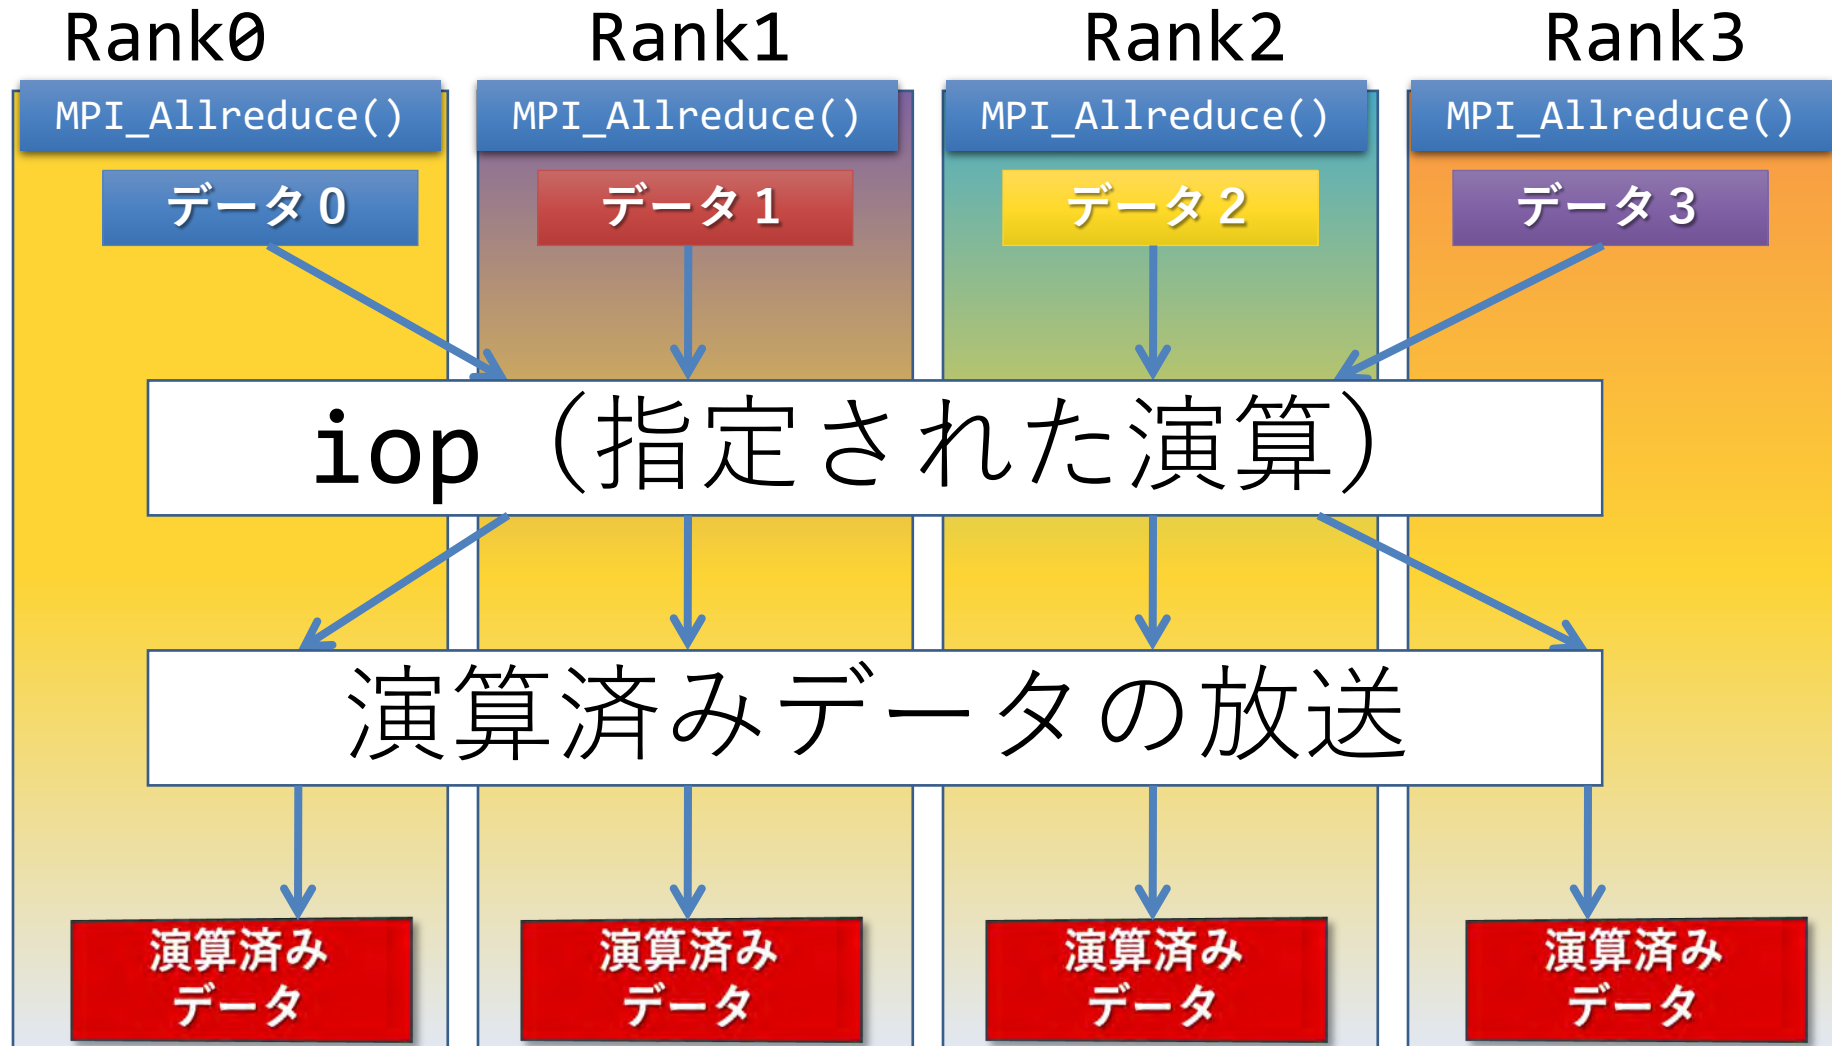 Rank0 Rank1 Rank2 Rank3
MPI_Allreduce() MPI_Allreduce() MPI_Allreduce() MPI_Allreduce()
データ0 データ1 データ2 データ3
iop（指定された演算）
演算済みデータの放送
演算済み 演算済み 演算済み 演算済み
データ データ データ データ